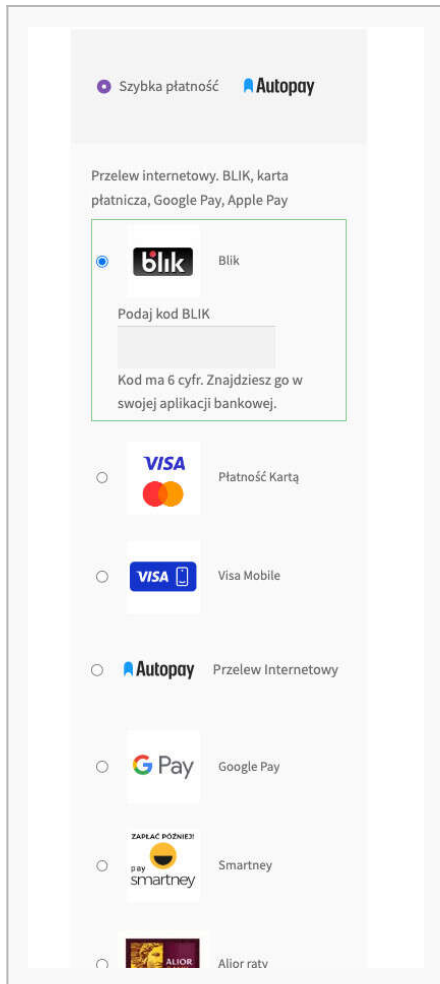 Szybka płatność Autopay
Przelew internetowy. BLIK, karta
płatnicza, Google Pay, Apple Pay
blik Blik
Podaj kod BLIK
Kod ma 6 cyfr. Znajdziesz go w
swojej aplikacji bankowej.
VISA
Płatność Kartą
VISA Visa Mobile
Autopay Przelew Internetowy
G Pay Google Pay
ZAPŁAĆ PÓŹNIEJ!
pay
smartney Smartney
ALIOR Alior raty